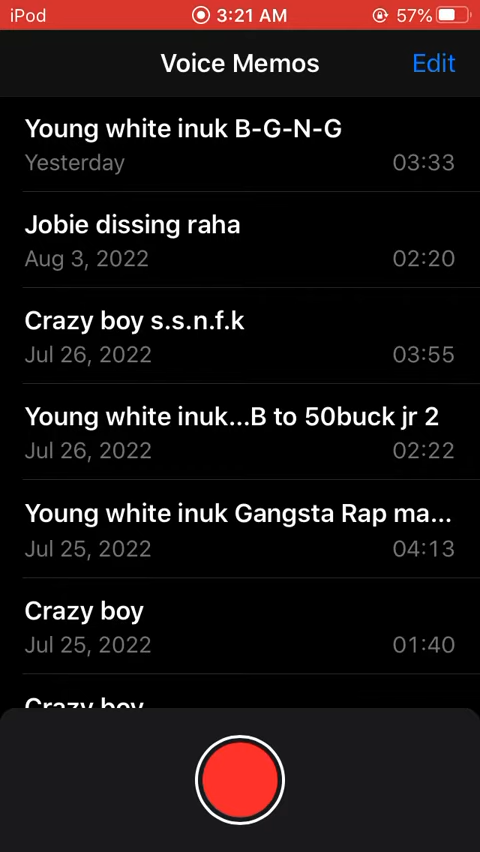 iPod 3:21 AM 57%
Voice Memos Edit
Young white inuk B-G-N-G
Yesterday 03:33
Jobie dissing raha
Aug 3, 2022 02:20
Crazy boy s.s.n.f.k
Jul 26, 2022 03:55
Young white inuk...B to 50buck jr 2
Jul 26, 2022 02:22
Young white inuk Gangsta Rap ma...
Jul 25, 2022 04:13
Crazy boy
Jul 25, 2022 01:40
Crazy boy